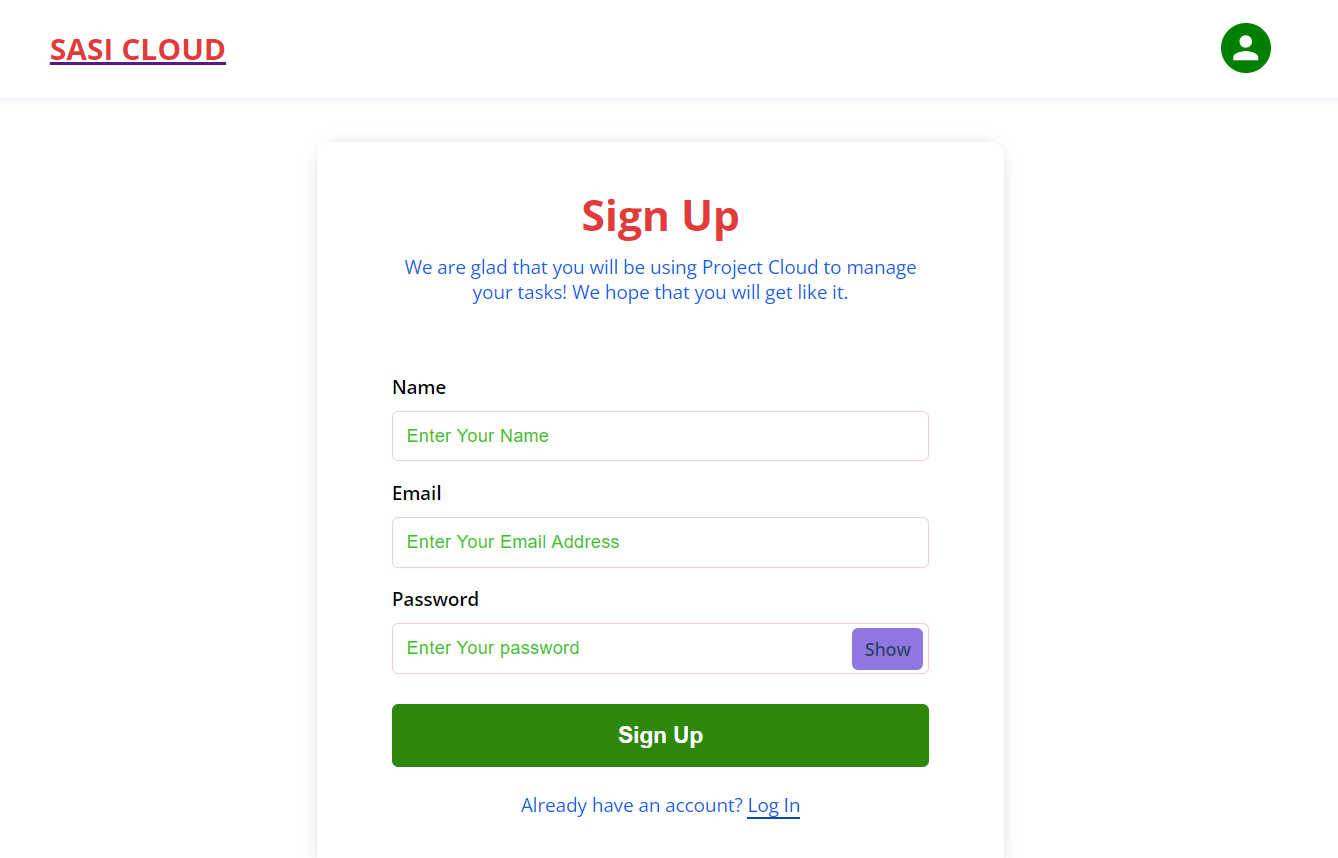 SASI CLOUD
Sign Up
We are glad that you will be using Project Cloud to manage
your tasks! We hope that you will get like it.
Name
Enter Your Name
Email
Enter Your Email Address
Password
Enter Your password
Show
Sign Up
Already have an account? Log In